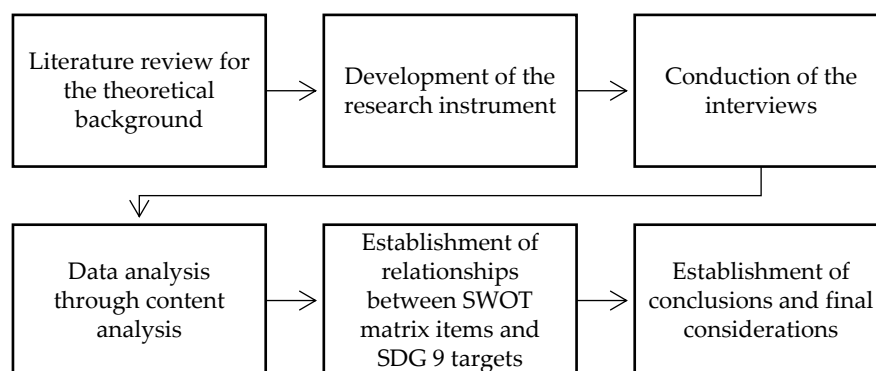 Literature review for
the theoretical
background
Development of the
research instrument
Conduction of the
interviews
Data analysis
through content
analysis
Establishment of
relationships
between SWOT
matrix items and
SDG 9 targets
Establishment of
conclusions and final
considerations